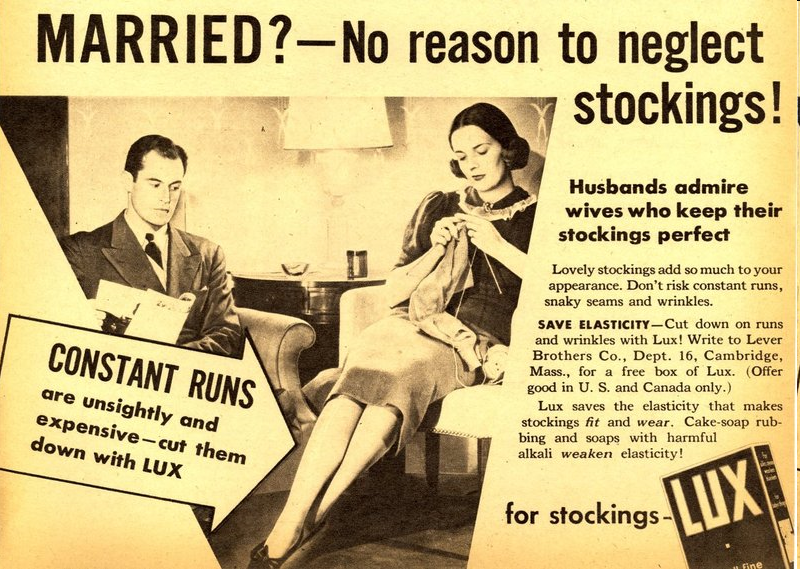 MARRIED?—No reason to neglect
stockings!
Husbands admire
wives who keep their
stockings perfect
Lovely stockings add so much to your
appearance. Don't risk constant runs,
snaky seams and wrinkles.
SAVE ELASTICITY—Cut down on runs
and wrinkles with Lux! Write to Lever
Brothers Co., Dept. 16, Cambridge,
Mass., for a free box of Lux. (Offer
good in U. S. and Canada only.)
Lux saves the elasticity that makes
stockings fit and wear. Cake-soap rub-
bing and soaps with harmful
alkali weaken elasticity!
CONSTANT RUNS
are unsightly and
expensive—cut them
down with LUX
for stockings-
LUX
Fine